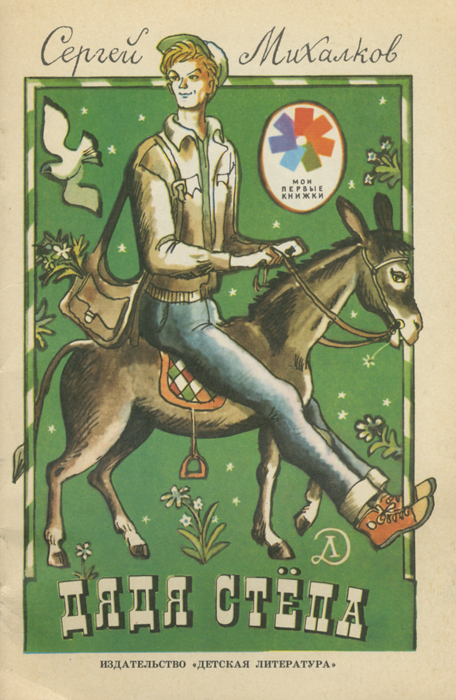 Сергей Михалков
МОИ
ПЕРВЫЕ
КНИЖКИ
Д
ДЯДЯ СТЁПА
ИЗДАТЕЛЬСТВО «ДЕТСКАЯ ЛИТЕРАТУРА»